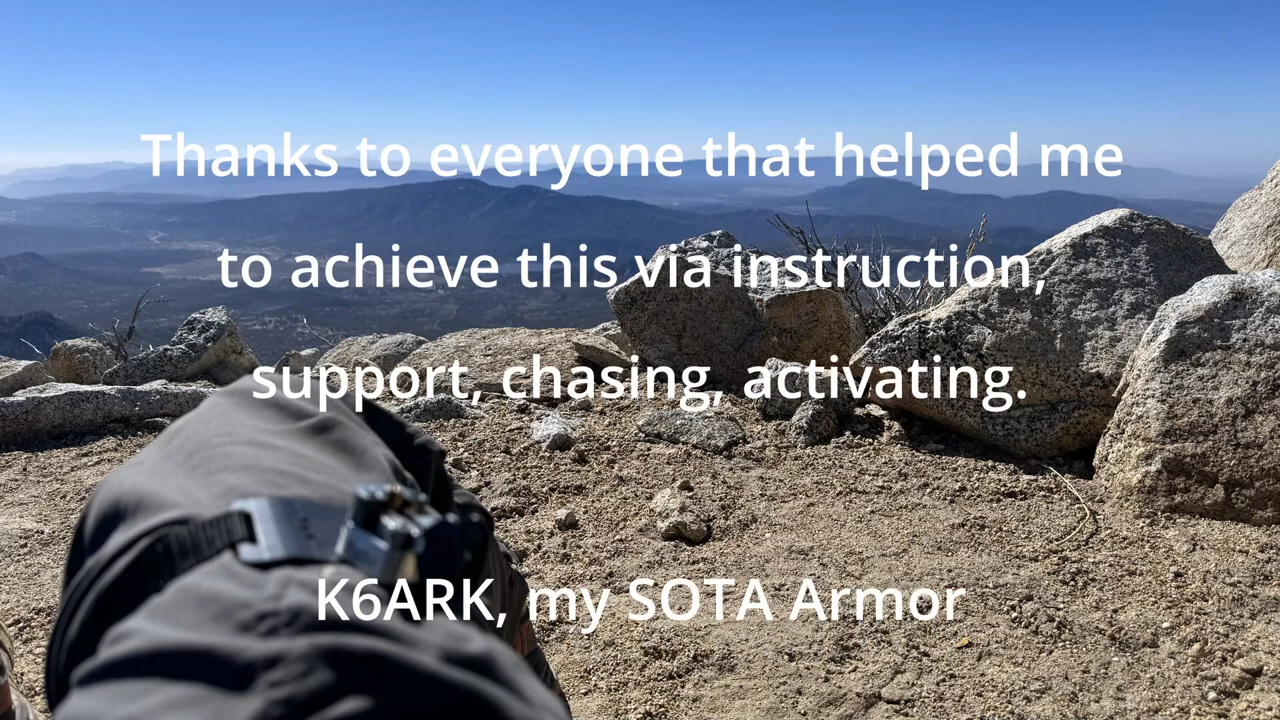 Thanks to everyone that helped me
to achieve this via instruction,
support, chasing, activating.
K6ARK, my SOTA Armor